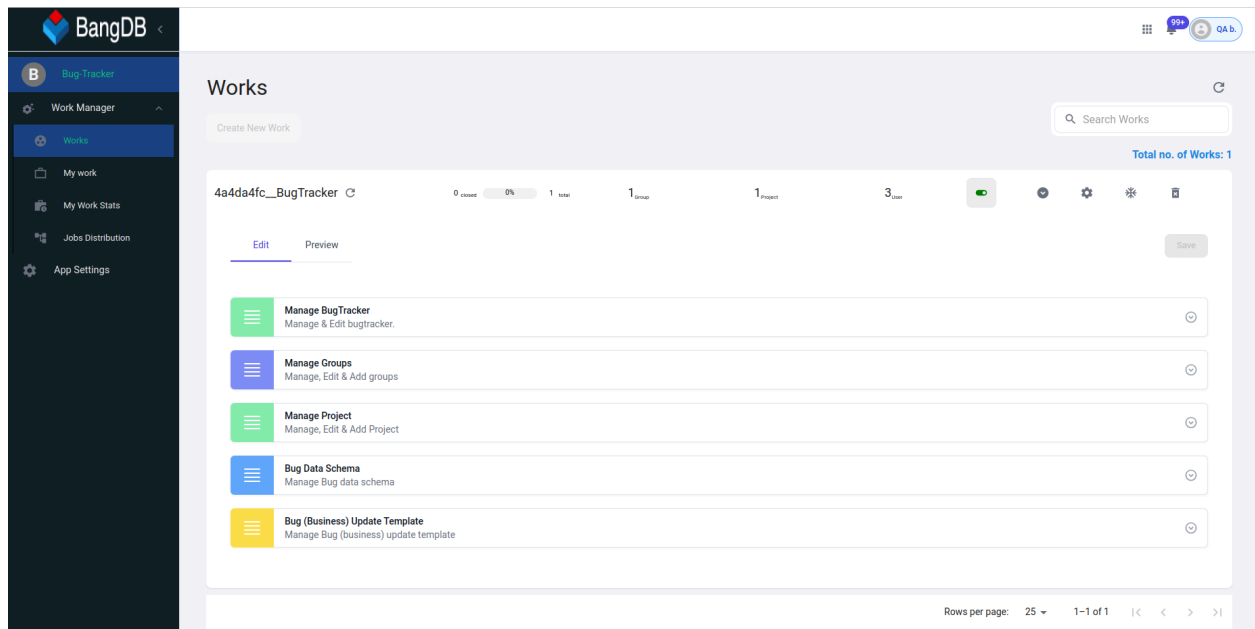 BangDB
99+
QA b.
B
Bug-Tracker
Work Manager
Works
My work
My Work Stats
Jobs Distribution
App Settings
Works
Create New Work
Search Works
Total no. of Works: 1
4a4da4fc__BugTracker 0 closed 0% 1 total 1 Group 1 Project 3 User
Edit Preview Save
Manage BugTracker
Manage & Edit bugtracker.
Manage Groups
Manage, Edit & Add groups
Manage Project
Manage, Edit & Add Project
Bug Data Schema
Manage Bug data schema
Bug (Business) Update Template
Manage Bug (business) update template
Rows per page: 25 1–1 of 1